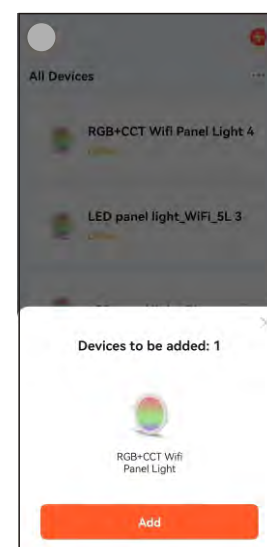 All Devices
RGB+CCT Wifi Panel Light 4
LED panel light_WiFi_5L 3
Devices to be added: 1
RGB+CCT Wifi
Panel Light
Add